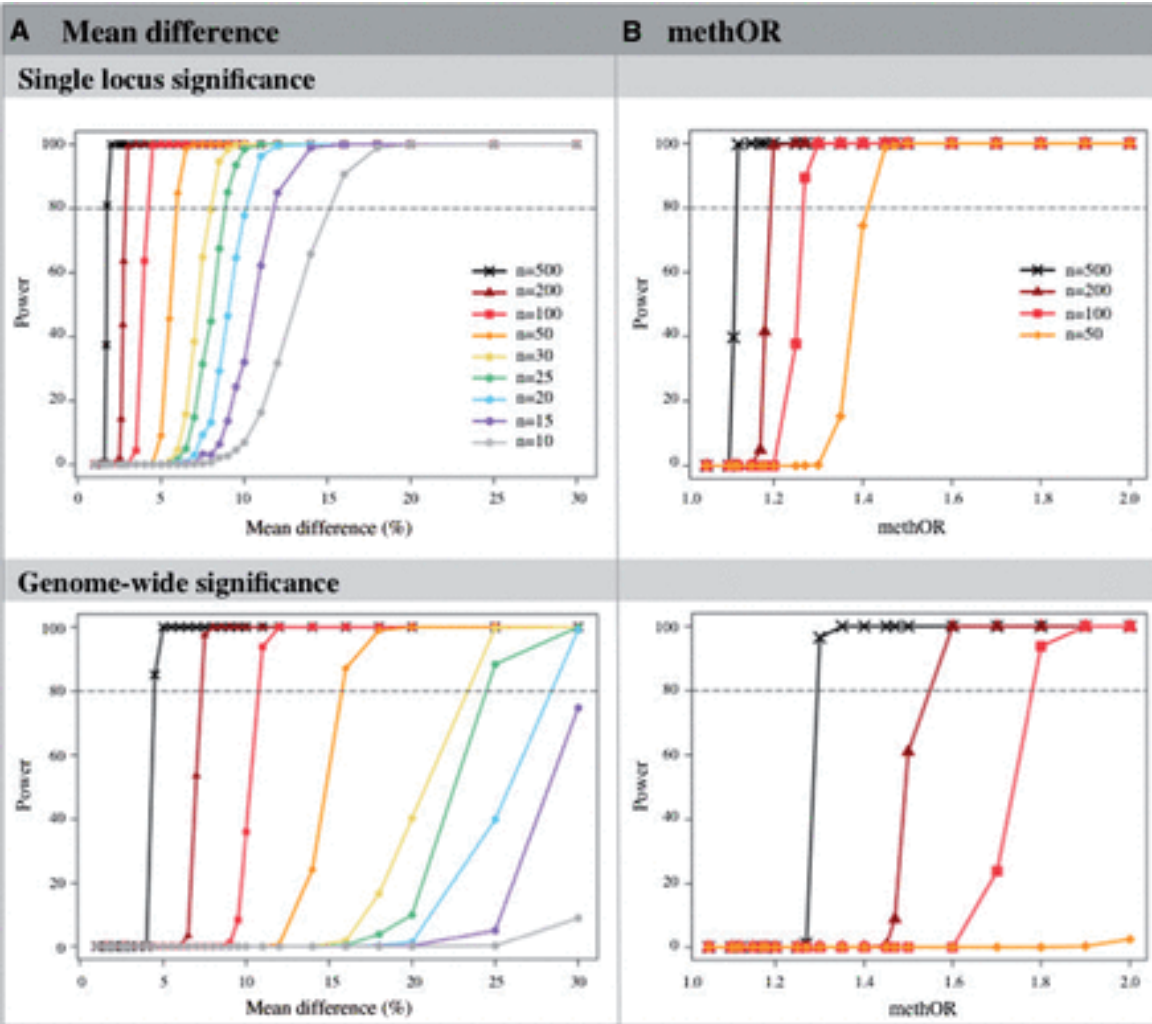 A Mean difference
B methOR
Single locus significance
100
80
60
40
20
0
Power
n=500
n=200
n=100
n=50
n=30
n=25
n=20
n=15
n=10
0 5 10 15 20 25 30
Mean difference (%)
100
80
60
40
20
0
Power
n=500
n=200
n=100
n=50
1.0 1.2 1.4 1.6 1.8 2.0
methOR
Genome-wide significance
100
80
60
40
20
0
Power
0 5 10 15 20 25 30
Mean difference (%)
100
80
60
40
20
0
Power
1.0 1.2 1.4 1.6 1.8 2.0
methOR